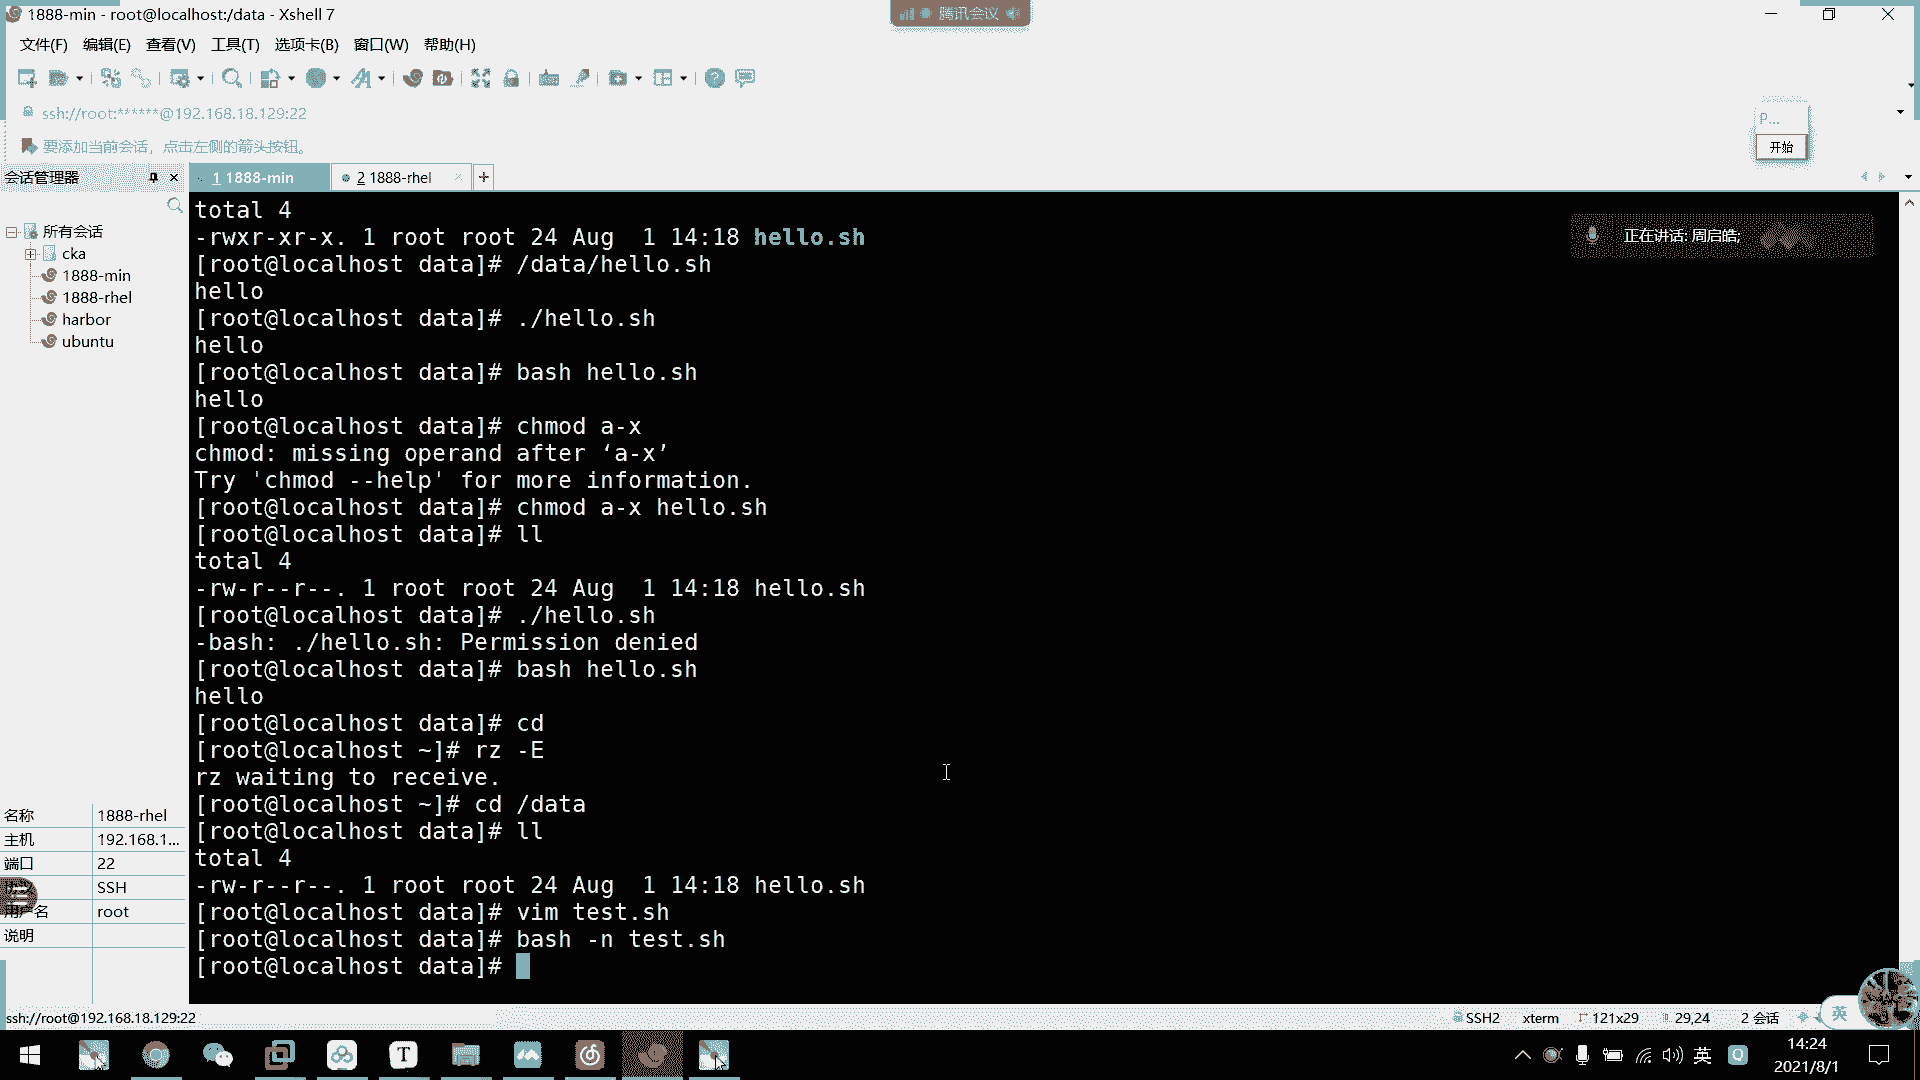 1888-min - root@localhost:/data - Xshell 7
腾讯会议
文件(F) 编辑(E) 查看(V) 工具(T) 选项卡(B) 窗口(W) 帮助(H)
ssh://root:******@192.168.18.129:22
P...
要添加当前会话，点击左侧的箭头按钮。
开始
会话管理器
1 1888-min
2 1888-rhel
所有会话
cka
1888-min
1888-rhel
harbor
ubuntu
total 4
-rwxr-xr-x. 1 root root 24 Aug  1 14:18 hello.sh
正在讲话: 周启皓;
[root@localhost data]# /data/hello.sh
hello
[root@localhost data]# ./hello.sh
hello
[root@localhost data]# bash hello.sh
hello
[root@localhost data]# chmod a-x
chmod: missing operand after ‘a-x’
Try 'chmod --help' for more information.
[root@localhost data]# chmod a-x hello.sh
[root@localhost data]# ll
total 4
-rw-r--r--. 1 root root 24 Aug  1 14:18 hello.sh
[root@localhost data]# ./hello.sh
-bash: ./hello.sh: Permission denied
[root@localhost data]# bash hello.sh
hello
[root@localhost data]# cd
[root@localhost ~]# rz -E
rz waiting to receive.
[root@localhost ~]# cd /data
[root@localhost data]# ll
total 4
-rw-r--r--. 1 root root 24 Aug  1 14:18 hello.sh
[root@localhost data]# vim test.sh
[root@localhost data]# bash -n test.sh
[root@localhost data]#
名称 1888-rhel
主机 192.168.1...
端口 22
SSH
用户名 root
说明
ssh://root@192.168.18.129:22
SSH2 xterm 121x29 29,24 2 会话
英
英
14:24
2021/8/1